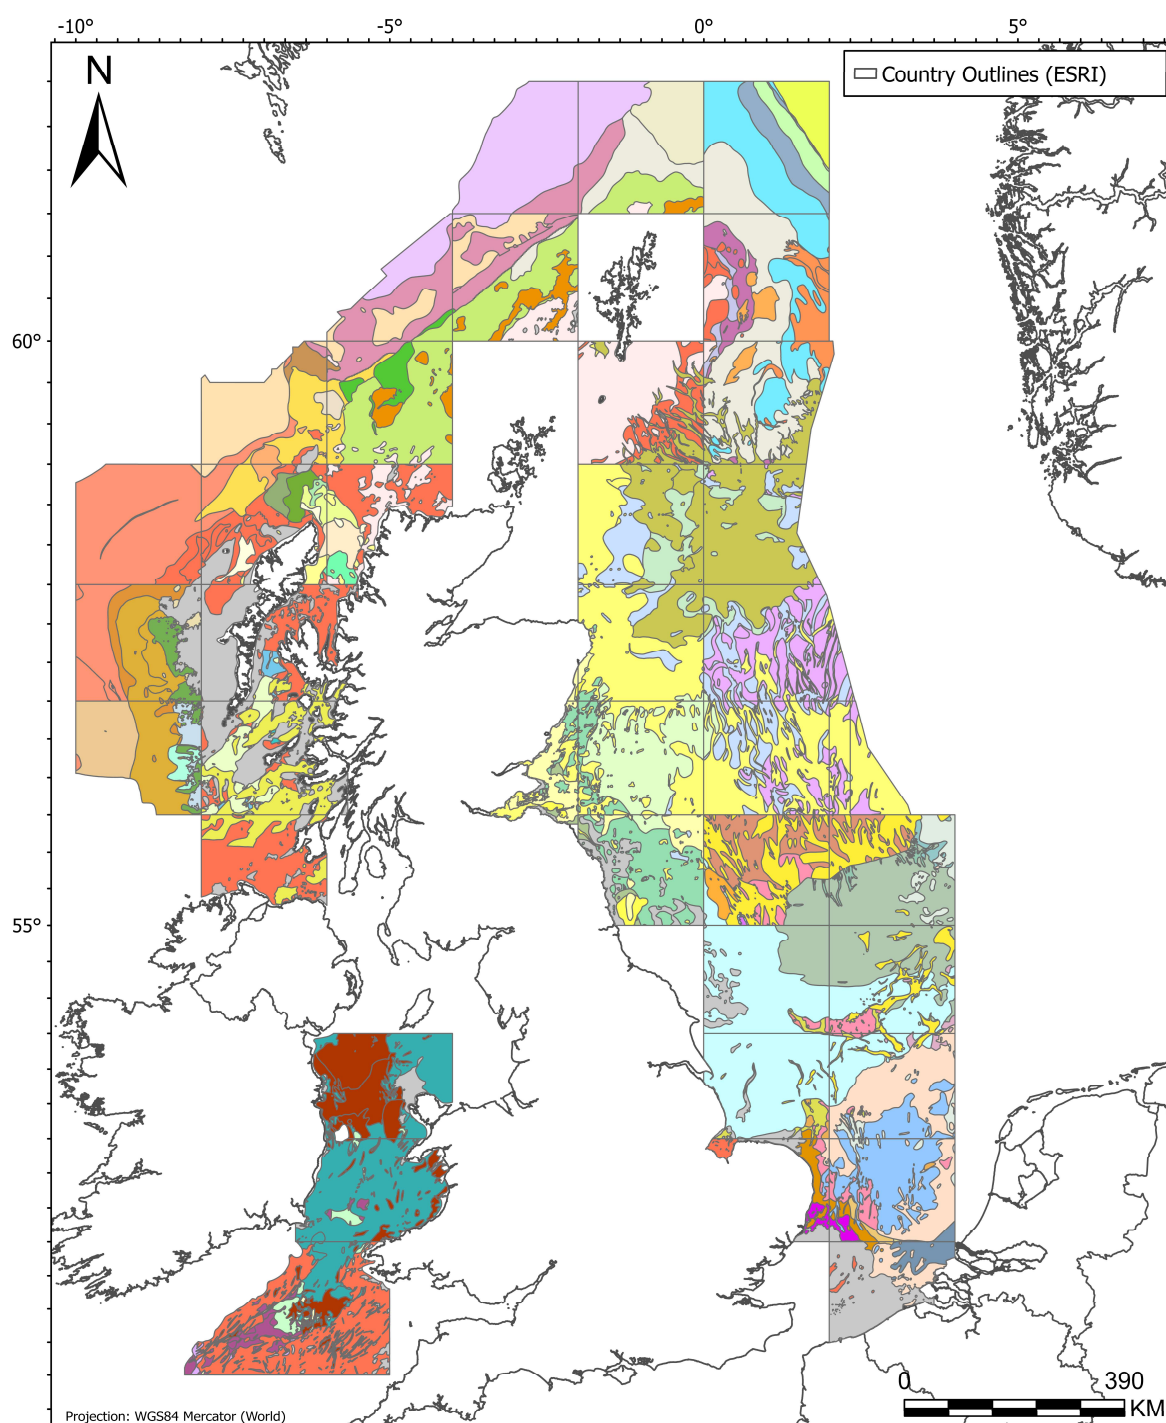 -10° -5° 0° 5°
N
Country Outlines (ESRI)
60°
55°
0 390
KM
Projection: WGS84 Mercator (World)